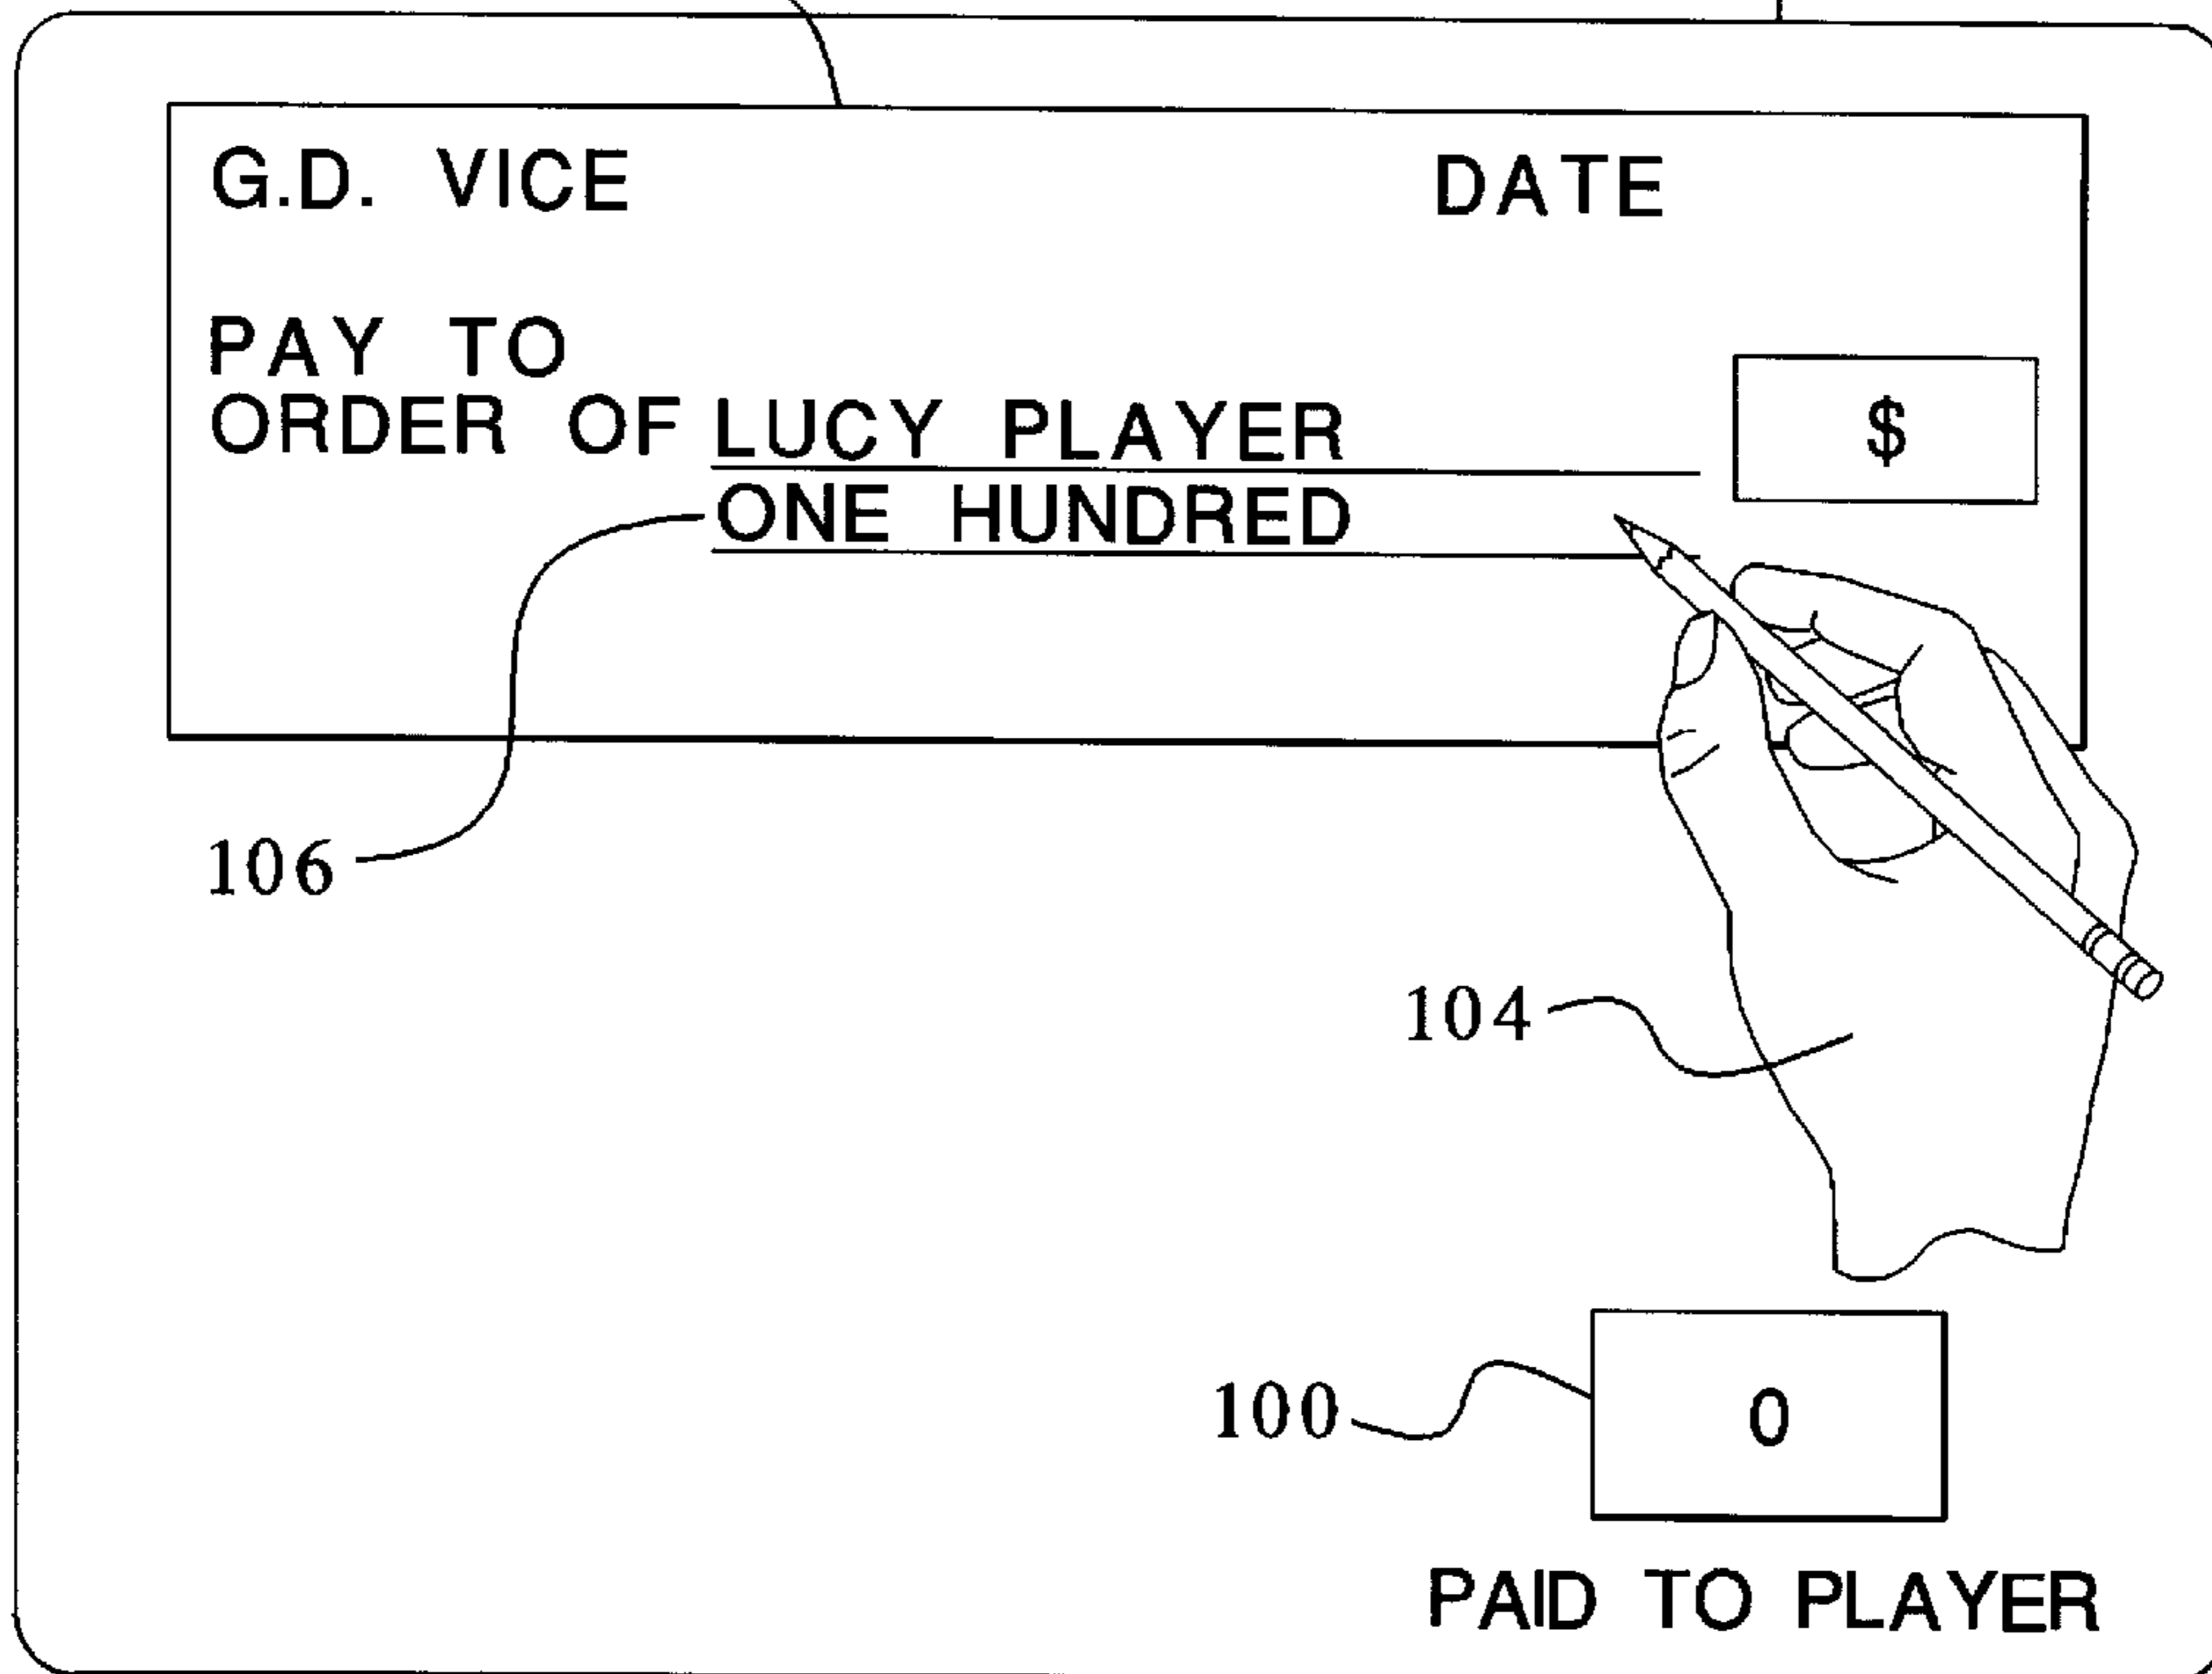 G.D. VICE DATE
PAY TO
ORDER OF LUCY PLAYER $
ONE HUNDRED
106
104
100 0
PAID TO PLAYER